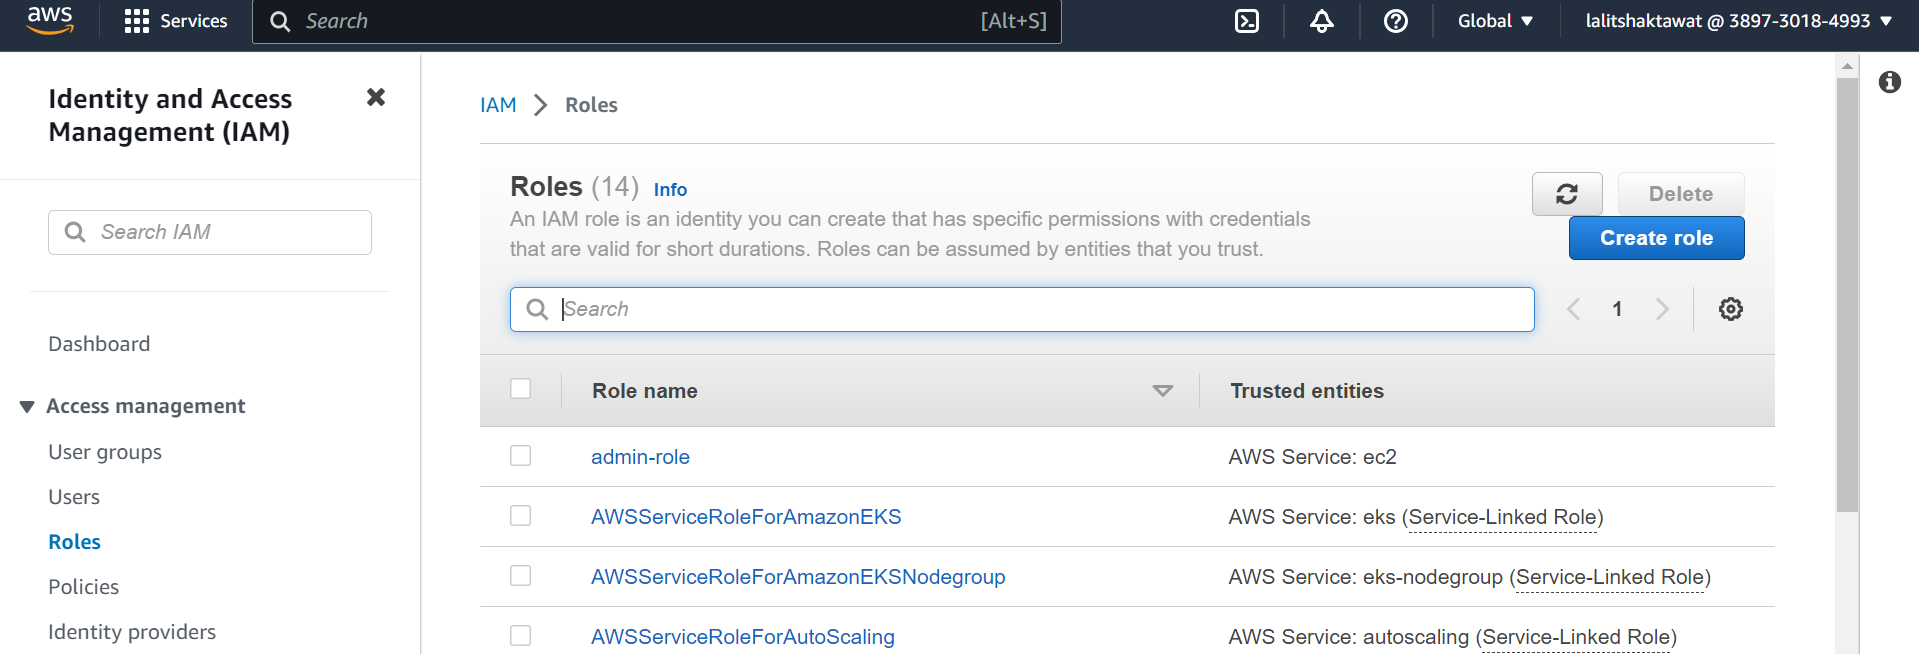 aws Services Search [Alt+S] Global lalitshaktawat @ 3897-3018-4993
Identity and Access
Management (IAM)
Search IAM
Dashboard
Access management
User groups
Users
Roles
Policies
Identity providers
IAM > Roles
Roles (14) Info
An IAM role is an identity you can create that has specific permissions with credentials
that are valid for short durations. Roles can be assumed by entities that you trust.
Delete
Create role
Search
1
Role name Trusted entities
admin-role AWS Service: ec2
AWSServiceRoleForAmazonEKS AWS Service: eks (Service-Linked Role)
AWSServiceRoleForAmazonEKSNodegroup AWS Service: eks-nodegroup (Service-Linked Role)
AWSServiceRoleForAutoScaling AWS Service: autoscaling (Service-Linked Role)